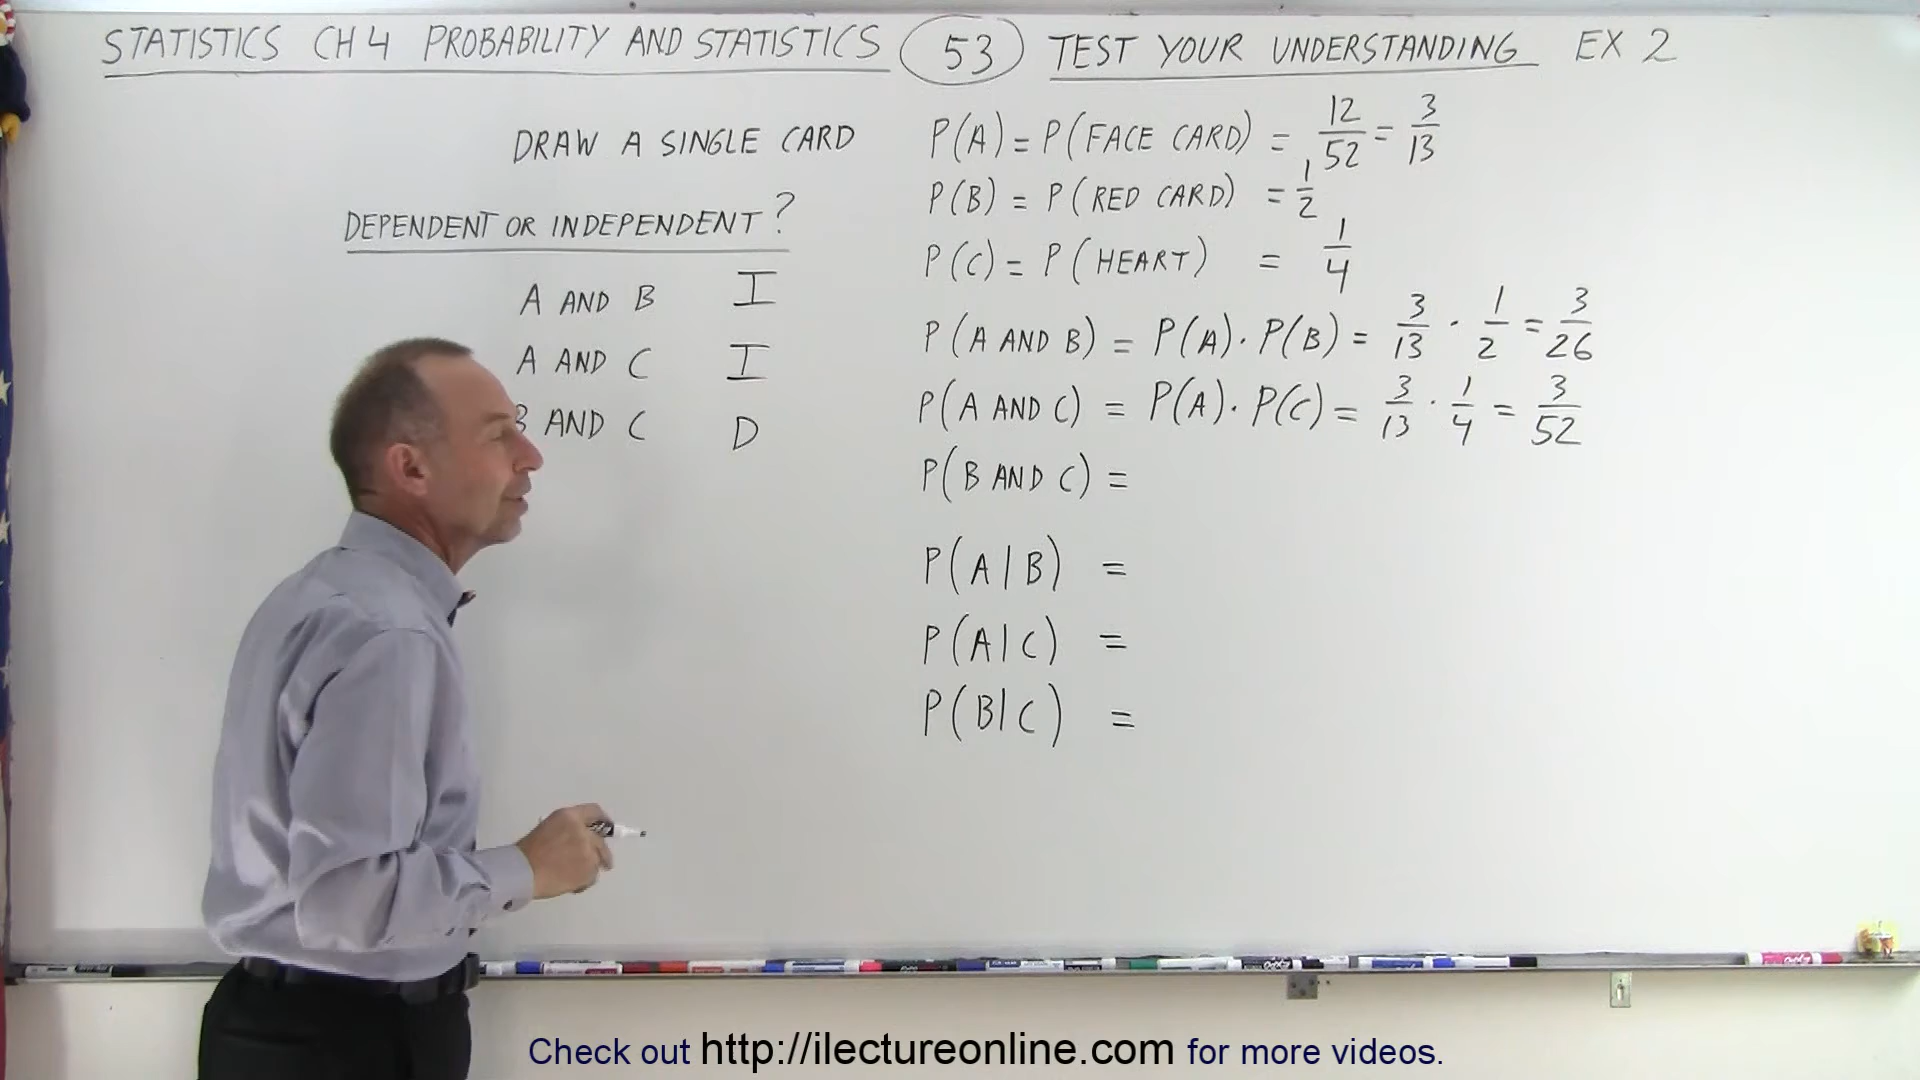 STATISTICS CH 4 PROBABILITY AND STATISTICS 53 TEST YOUR UNDERSTANDING EX 2
DRAW A SINGLE CARD
DEPENDENT OR INDEPENDENT?
A AND B I
A AND C I
B AND C D
P(A) = P(FACE CARD) = 12/52 = 3/13
P(B) = P(RED CARD) = 1/2
P(C) = P(HEART) = 1/4
P(A AND B) = P(A)·P(B) = 3/13 · 1/2 = 3/26
P(A AND C) = P(A)·P(C) = 3/13 · 1/4 = 3/52
P(B AND C) =
P(A|B) =
P(A|C) =
P(B|C) =
Check out http://ilectureonline.com for more videos.